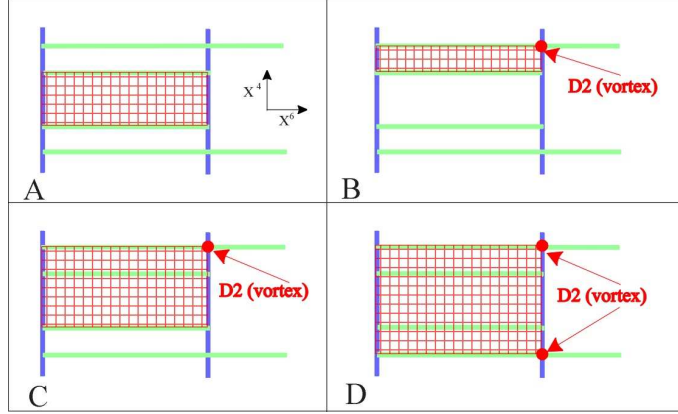 X⁴
X⁶
A
D2 (vortex)
B
D2 (vortex)
C
D2 (vortex)
D